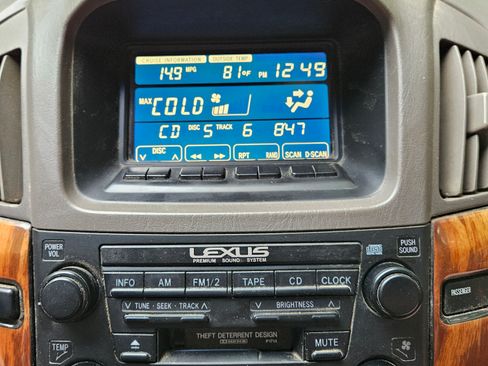 CRUISE INFORMATION OUTSIDE TEMP
14.9 MPG 81°F PM 12:49
MAX COLD
CD DISC 5 TRACK 6 8:47
∨ DISC ∧ ◀◀ ▶▶ RPT RAND SCAN D·SCAN
LEXUS
PREMIUM SOUND SYSTEM
POWER VOL
PUSH SOUND
INFO AM FM1/2 TAPE CD CLOCK
∨ TUNE · SEEK · TRACK ∧ ∨ BRIGHTNESS ∧
PASSENGER
THEFT DETERRENT DESIGN
TEMP
MUTE